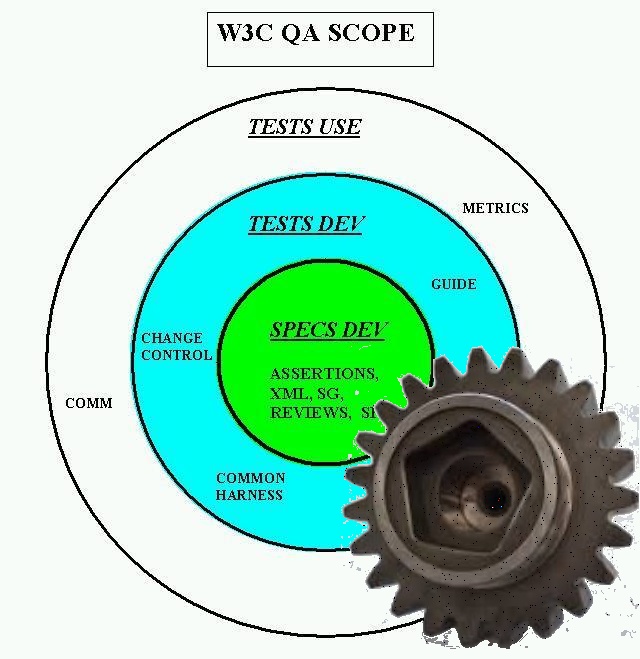 W3C QA SCOPE
TESTS USE
METRICS
TESTS DEV
GUIDE
CHANGE
CONTROL
SPECS DEV
ASSERTIONS,
XML, SG,
REVIEWS,
COMM
COMMON
HARNESS